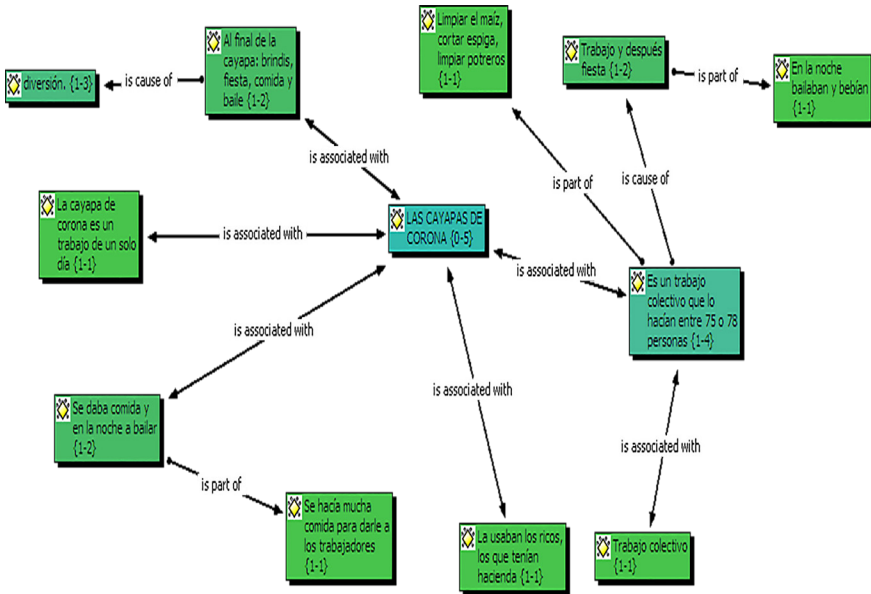 Al final de la
cayapa: brindis,
fiesta, comida y
baile {1-2}
Limpiar el maíz,
cortar espiga,
limpiar potreros
{1-1}
Trabajo y después
fiesta {1-2}
En la noche
bailaban y bebían
{1-1}
diversión. {1-3}
is cause of
is part of
is associated with
is part of
is cause of
La cayapa de
corona es un
trabajo de un solo
día {1-1}
is associated with
LAS CAYAPAS DE
CORONA {0-5}
is associated with
Es un trabajo
colectivo que lo
hacían entre 75 o 78
personas {1-4}
is associated with
is associated with
Se daba comida y
en la noche a bailar
{1-2}
is associated with
is part of
Se hacía mucha
comida para darle a
los trabajadores
{1-1}
La usaban los ricos,
los que tenían
hacienda {1-1}
Trabajo colectivo
{1-1}